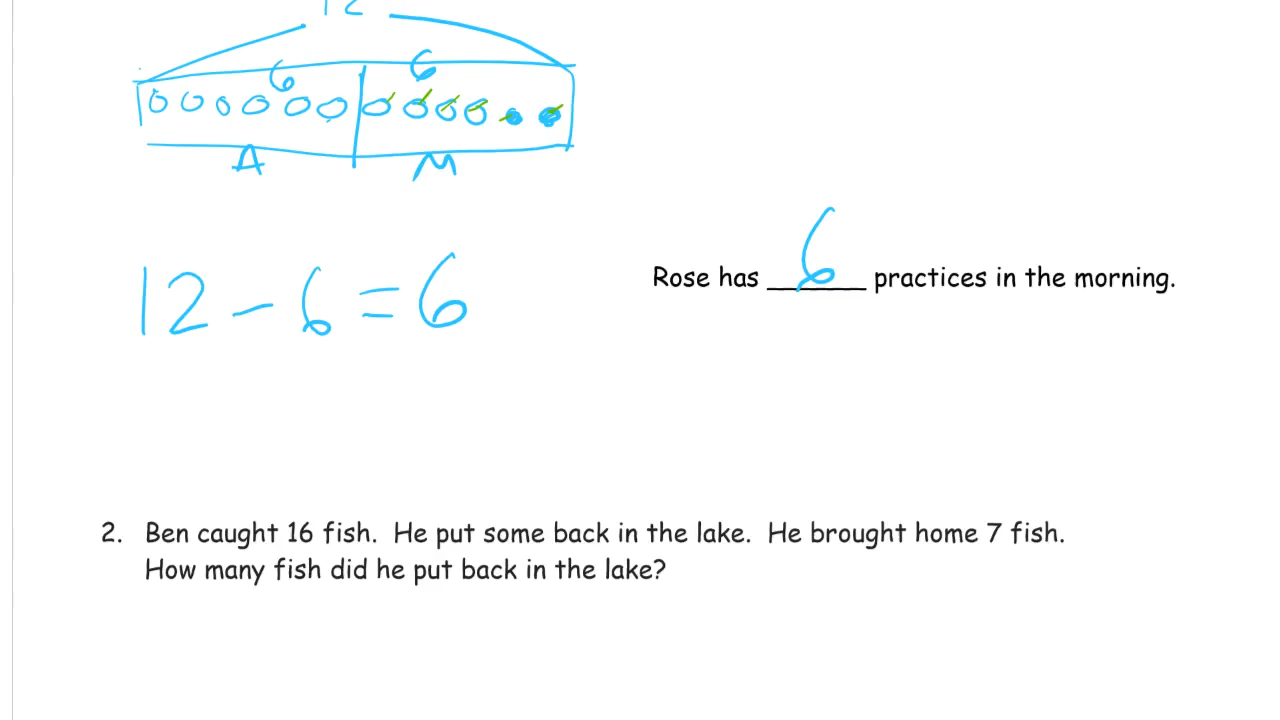 12
6 6
A M
12 - 6 = 6
Rose has 6 practices in the morning.
2. Ben caught 16 fish. He put some back in the lake. He brought home 7 fish.
How many fish did he put back in the lake?